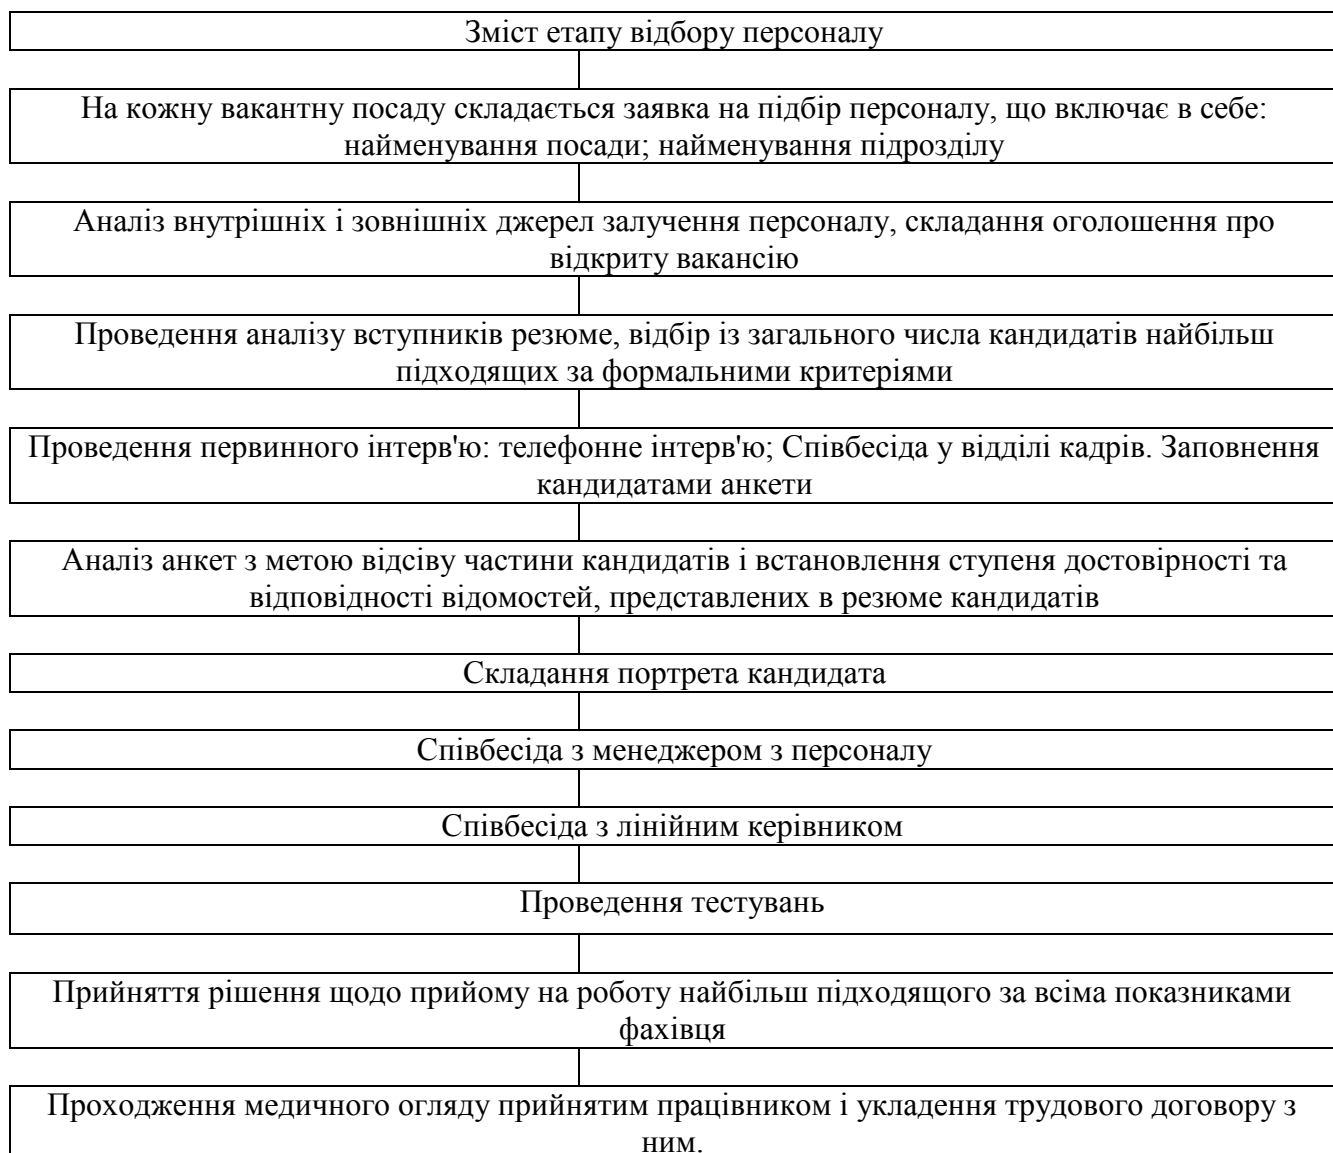 Зміст етапу відбору персоналу
На кожну вакантну посаду складається заявка на підбір персоналу, що включає в себе:
найменування посади; найменування підрозділу
Аналіз внутрішніх і зовнішніх джерел залучення персоналу, складання оголошення про
відкриту вакансію
Проведення аналізу вступників резюме, відбір із загального числа кандидатів найбільш
підходящих за формальними критеріями
Проведення первинного інтерв'ю: телефонне інтерв'ю; Співбесіда у відділі кадрів. Заповнення
кандидатами анкети
Аналіз анкет з метою відсіву частини кандидатів і встановлення ступеня достовірності та
відповідності відомостей, представлених в резюме кандидатів
Складання портрета кандидата
Співбесіда з менеджером з персоналу
Співбесіда з лінійним керівником
Проведення тестувань
Прийняття рішення щодо прийому на роботу найбільш підходящого за всіма показниками
фахівця
Проходження медичного огляду прийнятим працівником і укладення трудового договору з
ним.